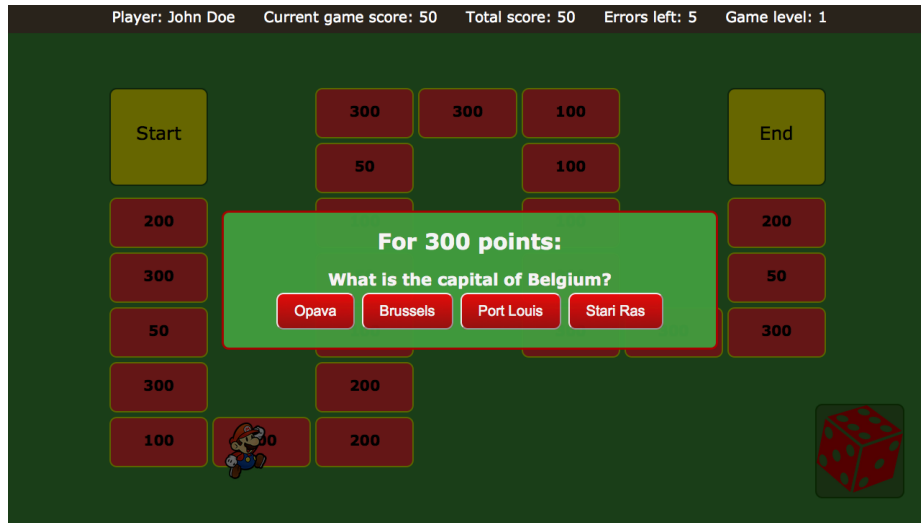 Player: John Doe Current game score: 50 Total score: 50 Errors left: 5 Game level: 1
300 300 100
Start End
50 100
200 200
For 300 points:
300 What is the capital of Belgium? 50
Opava Brussels Port Louis Stari Ras
50 300
300 200
100 200